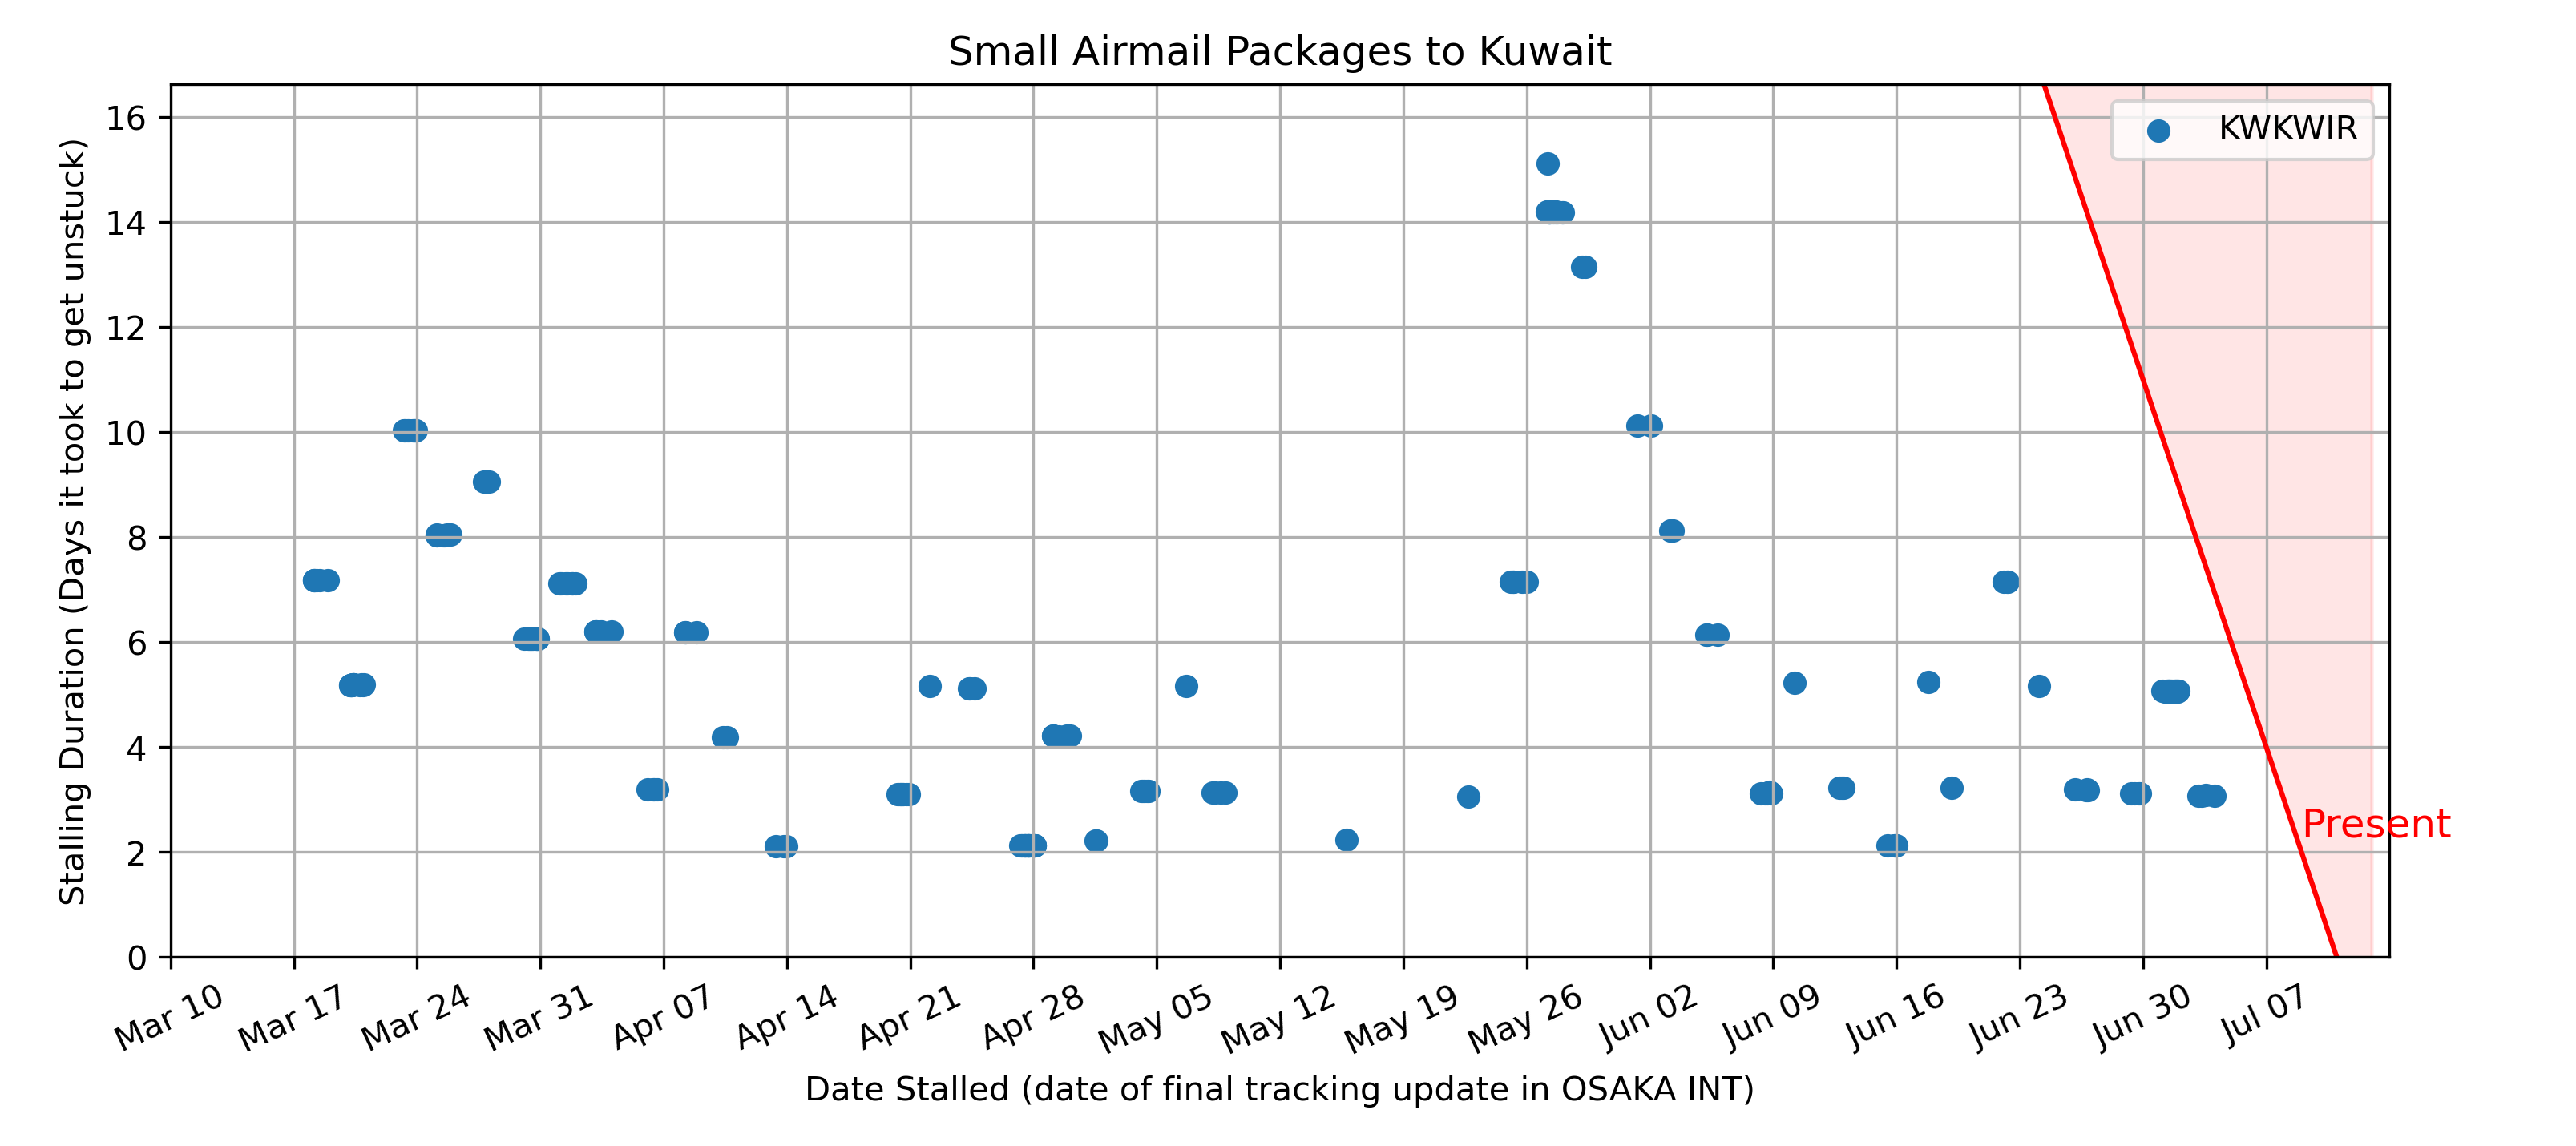 Small Airmail Packages to Kuwait
KWKWIR
Stalling Duration (Days it took to get unstuck)
16
14
12
10
8
6
4
2
0
Present
Mar 10
Mar 17
Mar 24
Mar 31
Apr 07
Apr 14
Apr 21
Apr 28
May 05
May 12
May 19
May 26
Jun 02
Jun 09
Jun 16
Jun 23
Jun 30
Jul 07
Date Stalled (date of final tracking update in OSAKA INT)